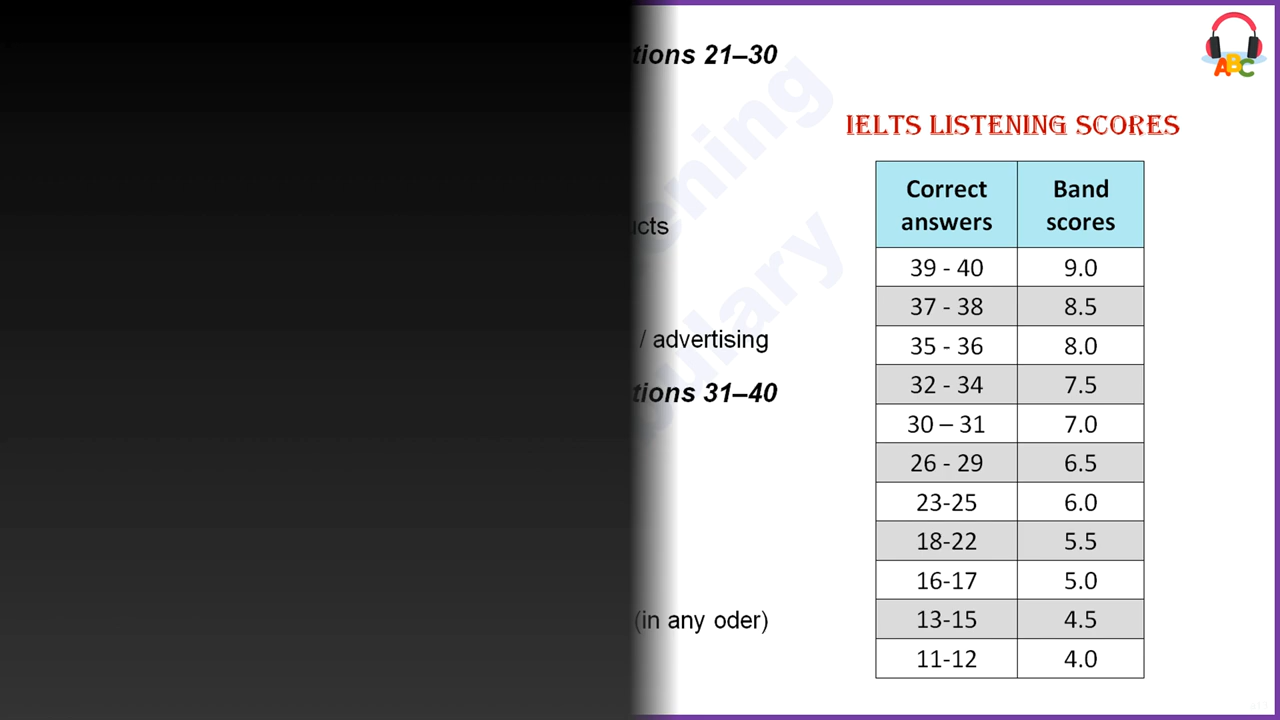 21–30
/ advertising
31–40
(in any oder)
ABC
IELTS LISTENING SCORES
Correct answers Band scores
39 - 40 9.0
37 - 38 8.5
35 - 36 8.0
32 - 34 7.5
30 – 31 7.0
26 - 29 6.5
23-25 6.0
18-22 5.5
16-17 5.0
13-15 4.5
11-12 4.0